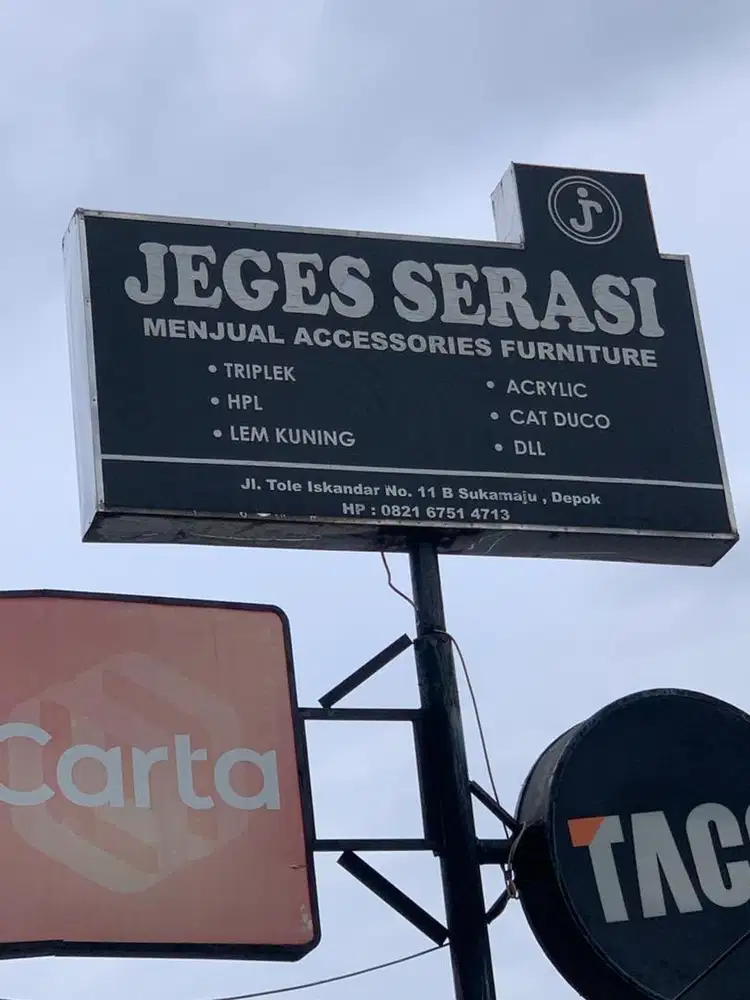 JEGES SERASI
MENJUAL ACCESSORIES FURNITURE
• TRIPLEK
• HPL
• LEM KUNING
• ACRYLIC
• CAT DUCO
• DLL
Jl. Tole Iskandar No. 11 B Sukamaju , Depok
HP : 0821 6751 4713
Carta
TACO